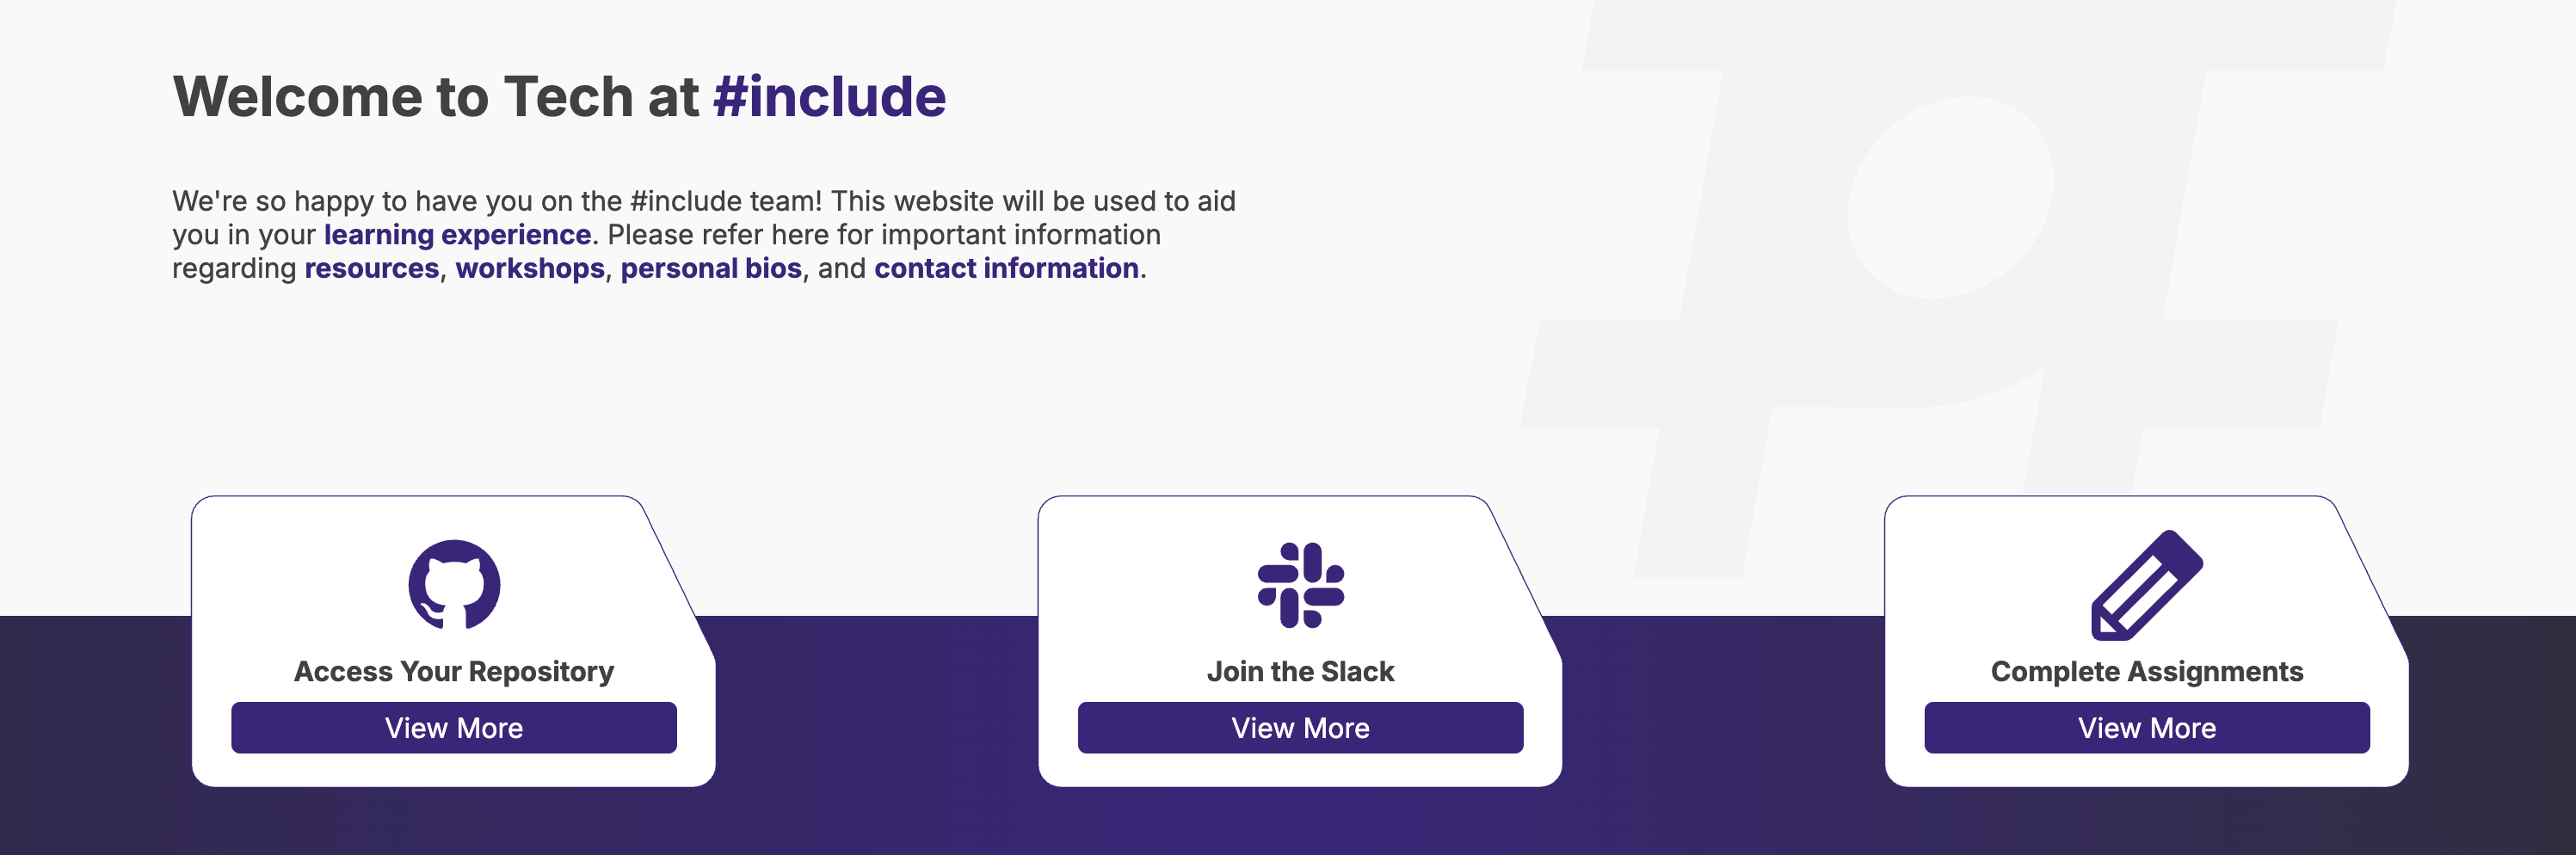 Welcome to Tech at #include
We're so happy to have you on the #include team! This website will be used to aid
you in your learning experience. Please refer here for important information
regarding resources, workshops, personal bios, and contact information.
Access Your Repository
View More
Join the Slack
View More
Complete Assignments
View More